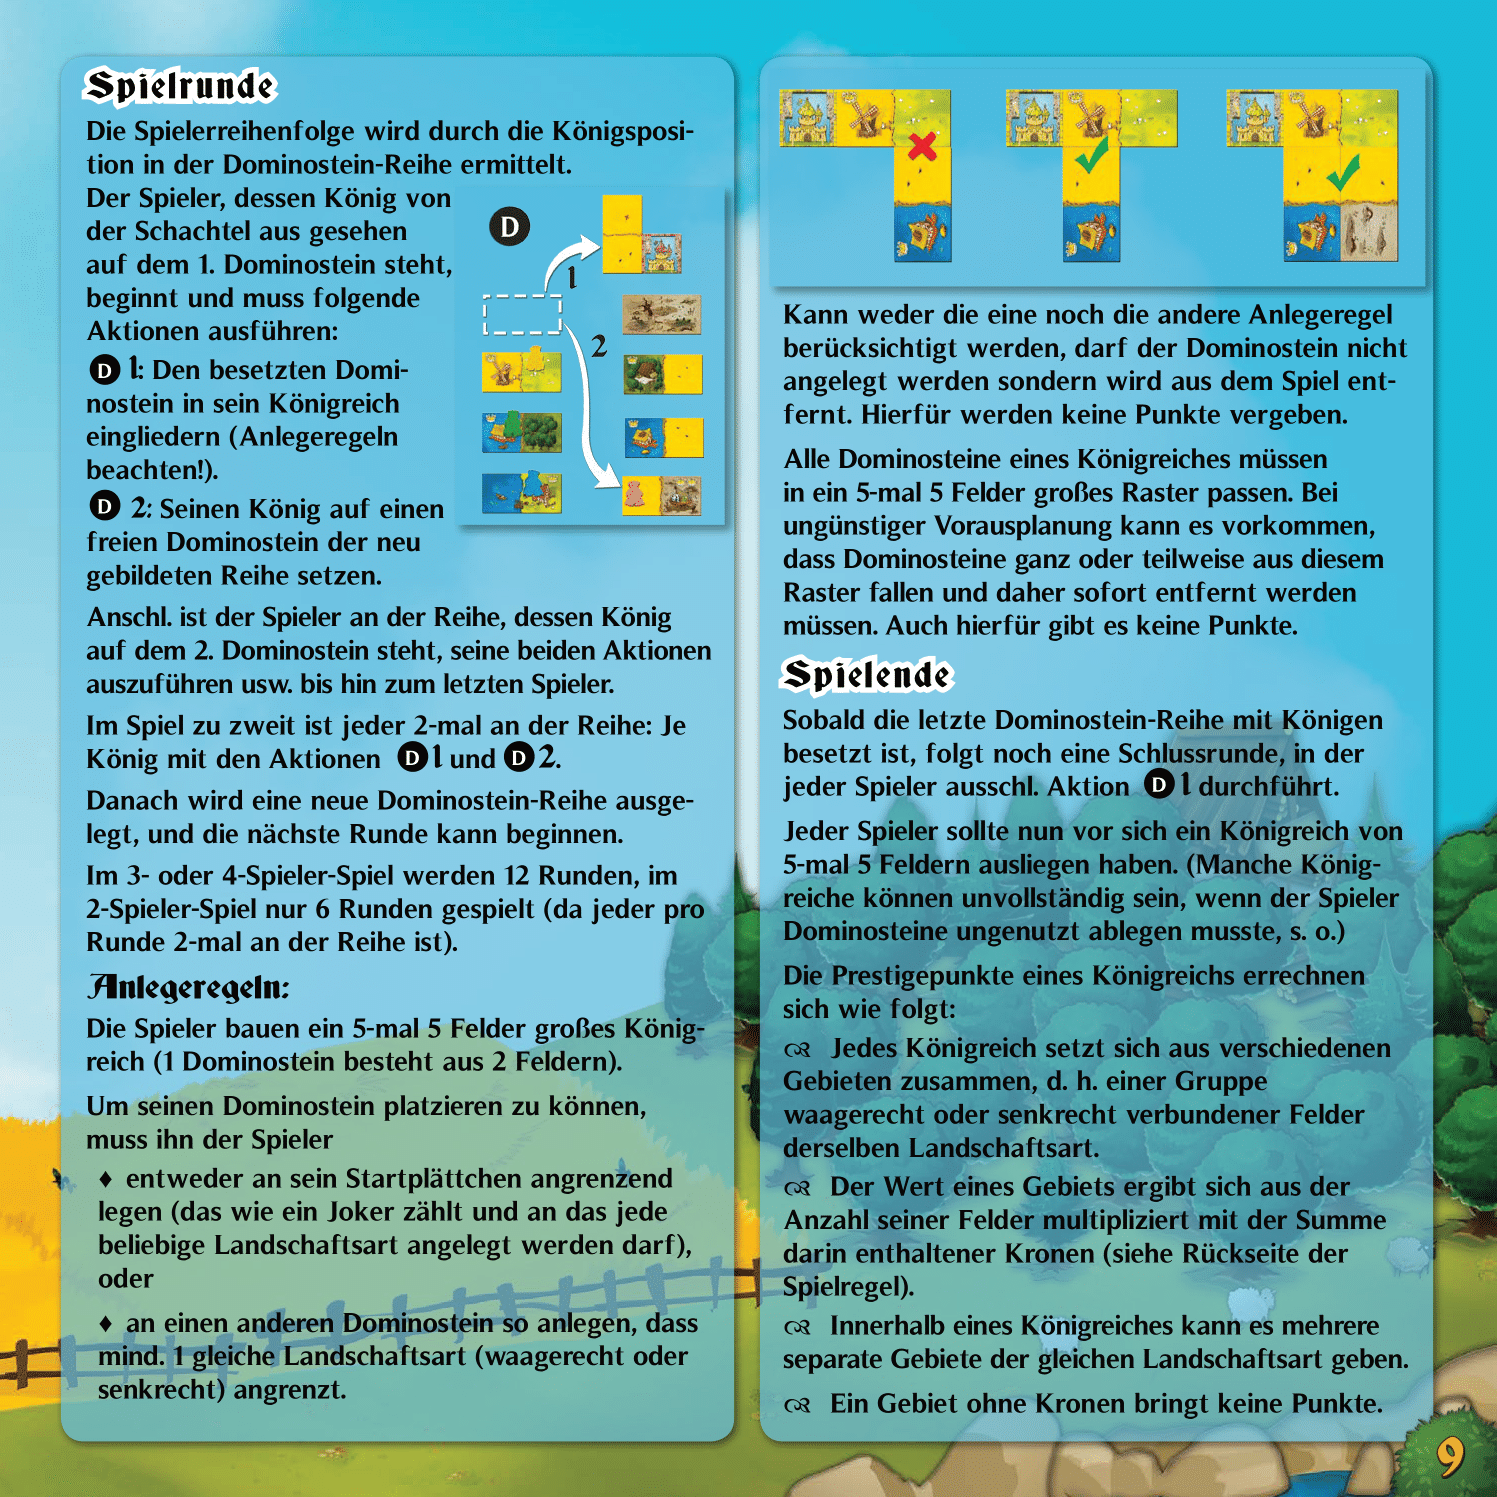 Spielrunde
Die Spielerreihenfolge wird durch die Königsposi-
tion in der Dominostein-Reihe ermittelt.
Der Spieler, dessen König von
der Schachtel aus gesehen
auf dem 1. Dominostein steht,
beginnt und muss folgende
Aktionen ausführen:
D 1: Den besetzten Domi-
nostein in sein Königreich
eingliedern (Anlegeregeln
beachten!).
D 2: Seinen König auf einen
freien Dominostein der neu
gebildeten Reihe setzen.
D
1
2
Anschl. ist der Spieler an der Reihe, dessen König
auf dem 2. Dominostein steht, seine beiden Aktionen
auszuführen usw. bis hin zum letzten Spieler.
Im Spiel zu zweit ist jeder 2-mal an der Reihe: Je
König mit den Aktionen D 1 und D 2.
Danach wird eine neue Dominostein-Reihe ausge-
legt, und die nächste Runde kann beginnen.
Im 3- oder 4-Spieler-Spiel werden 12 Runden, im
2-Spieler-Spiel nur 6 Runden gespielt (da jeder pro
Runde 2-mal an der Reihe ist).
Anlegeregeln:
Die Spieler bauen ein 5-mal 5 Felder großes König-
reich (1 Dominostein besteht aus 2 Feldern).
Um seinen Dominostein platzieren zu können,
muss ihn der Spieler
♦ entweder an sein Startplättchen angrenzend
legen (das wie ein Joker zählt und an das jede
beliebige Landschaftsart angelegt werden darf),
oder
♦ an einen anderen Dominostein so anlegen, dass
mind. 1 gleiche Landschaftsart (waagerecht oder
senkrecht) angrenzt.
Kann weder die eine noch die andere Anlegeregel
berücksichtigt werden, darf der Dominostein nicht
angelegt werden sondern wird aus dem Spiel ent-
fernt. Hierfür werden keine Punkte vergeben.
Alle Dominosteine eines Königreiches müssen
in ein 5-mal 5 Felder großes Raster passen. Bei
ungünstiger Vorausplanung kann es vorkommen,
dass Dominosteine ganz oder teilweise aus diesem
Raster fallen und daher sofort entfernt werden
müssen. Auch hierfür gibt es keine Punkte.
Spielende
Sobald die letzte Dominostein-Reihe mit Königen
besetzt ist, folgt noch eine Schlussrunde, in der
jeder Spieler ausschl. Aktion D 1 durchführt.
Jeder Spieler sollte nun vor sich ein Königreich von
5-mal 5 Feldern ausliegen haben. (Manche König-
reiche können unvollständig sein, wenn der Spieler
Dominosteine ungenutzt ablegen musste, s. o.)
Die Prestigepunkte eines Königreichs errechnen
sich wie folgt:
Jedes Königreich setzt sich aus verschiedenen
Gebieten zusammen, d. h. einer Gruppe
waagerecht oder senkrecht verbundener Felder
derselben Landschaftsart.
Der Wert eines Gebiets ergibt sich aus der
Anzahl seiner Felder multipliziert mit der Summe
darin enthaltener Kronen (siehe Rückseite der
Spielregel).
Innerhalb eines Königreiches kann es mehrere
separate Gebiete der gleichen Landschaftsart geben.
Ein Gebiet ohne Kronen bringt keine Punkte.
9